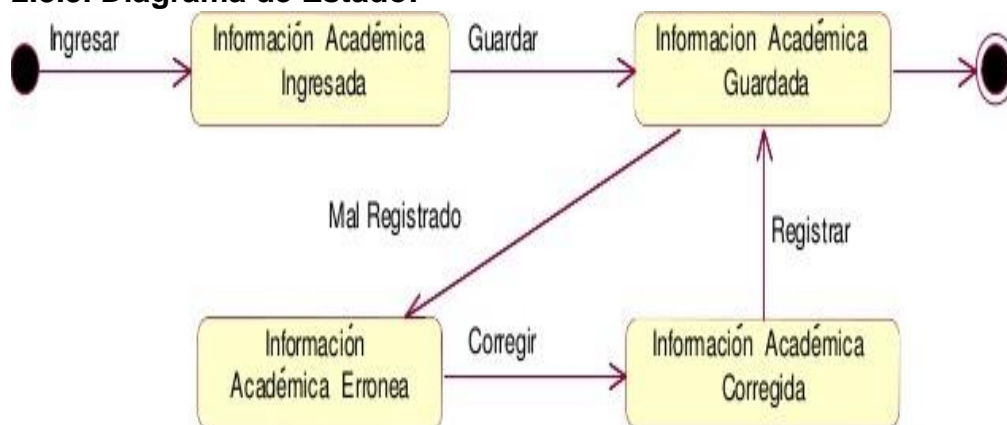 Diagrama de Estado.
Ingresar
Información Académica
Ingresada
Guardar
Informacion Académica
Guardada
Mal Registrado
Registrar
Información
Académica Erronea
Corregir
Información Académica
Corregida